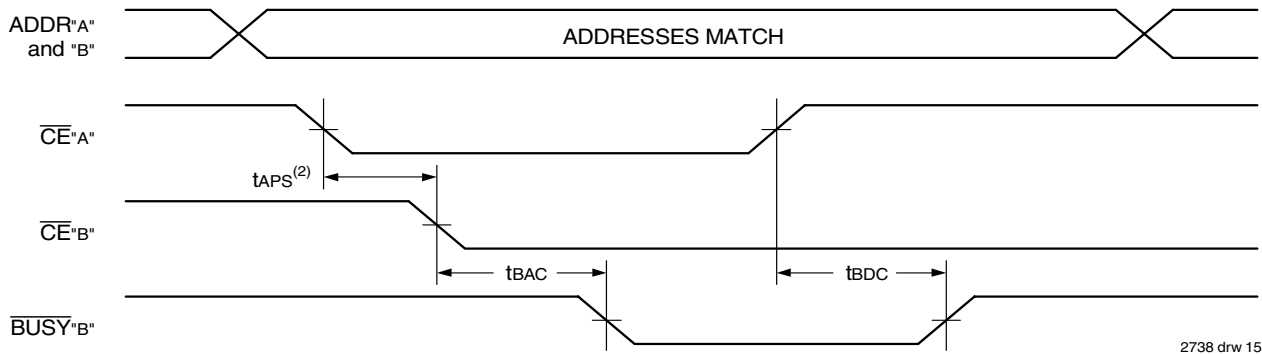 ADDR"A"
and "B"
ADDRESSES MATCH
CE"A"
tAPS(2)
CE"B"
tBAC
tBDC
BUSY"B"
2738 drw 15